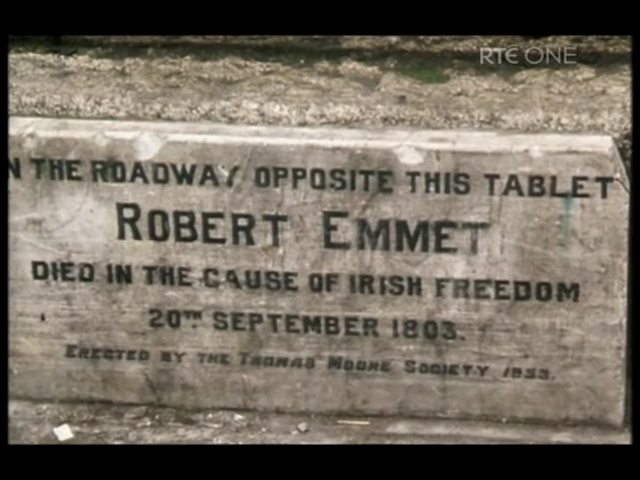 RTÉ ONE
N THE ROADWAY OPPOSITE THIS TABLET
ROBERT EMMET
DIED IN THE CAUSE OF IRISH FREEDOM
20TH SEPTEMBER 1803.
ERECTED BY THE THOMAS MOORE SOCIETY 1953.